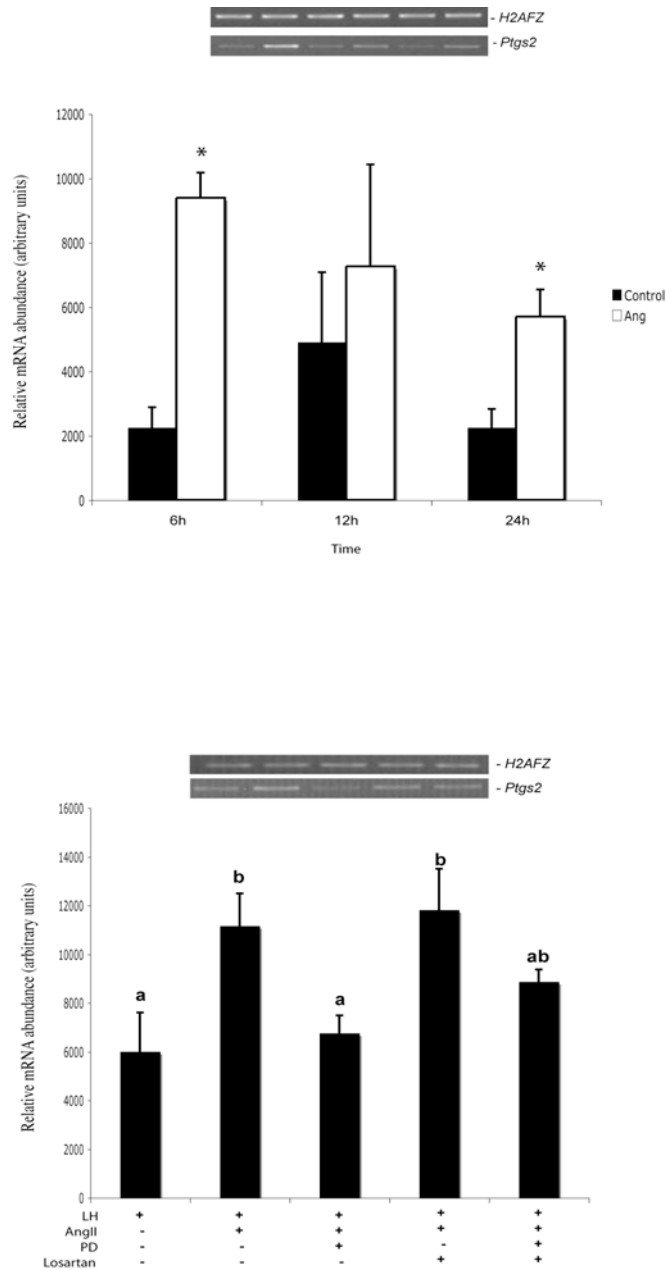 - H2AFZ
- Ptgs2
12000
10000
8000
6000
4000
2000
0
Relative mRNA abundance (arbitrary units)
*
*
Control
Ang
6h 12h 24h
Time
- H2AFZ
- Ptgs2
16000
14000
12000
10000
8000
6000
4000
2000
0
Relative mRNA abundance (arbitrary units)
a b a b ab
LH + + + + +
AngII - + + + +
PD - - + - +
Losartan - - - + +